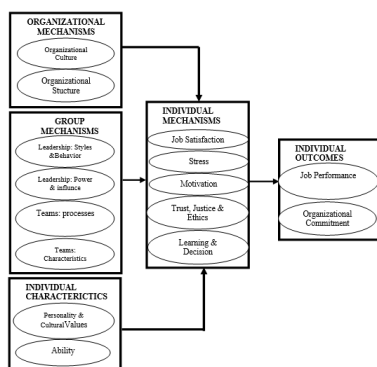 ORGANIZATIONAL
MECHANISMS
Organizational
Culture
Organizational
Stucture
GROUP
MECHANISMS
Leadership: Styles
&Behavior
Leadership: Power
& influnce
Teams: processes
Teams:
Characteristics
INDIVIDUAL
CHARACTERICTICS
Personality &
CulturalValues
Ability
INDIVIDUAL
MECHANISMS
Job Satisfaction
Stress
Motivation
Trust, Justice &
Ethics
Learning &
Decision
INDIVIDUAL
OUTCOMES
Job Performance
Organizational
Commitment